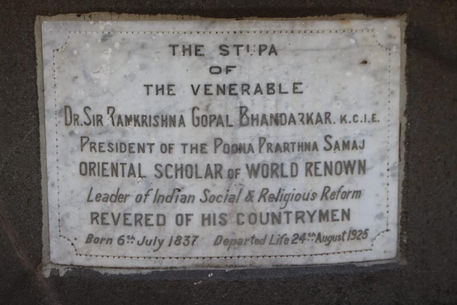 THE STUPA
OF
THE VENERABLE
DR. SIR RAMKRISHNA GOPAL BHANDARKAR. K.C.I.E.
PRESIDENT OF THE POONA PRARTHNA SAMAJ
ORIENTAL SCHOLAR OF WORLD RENOWN
Leader of Indian Social & Religious Reform
REVERED OF HIS COUNTRYMEN
Born 6th July 1837. Departed Life 24th August 1925